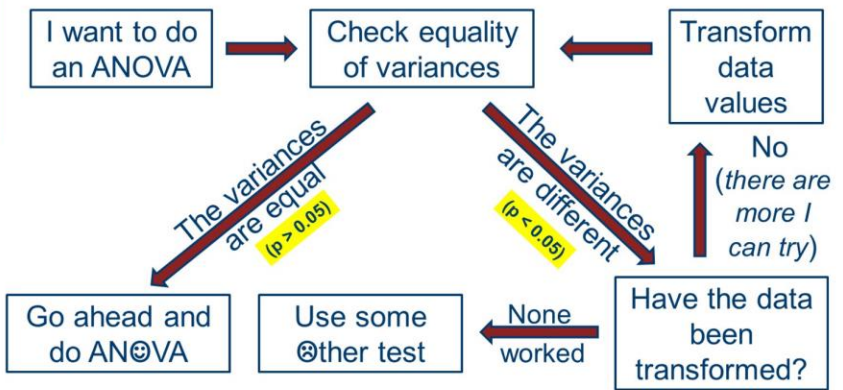 I want to do
an ANOVA
Check equality
of variances
Transform
data
values
The variances
are equal
(p > 0.05)
The variances
are different
(p < 0.05)
No
(there are
more I
can try)
Go ahead and
do AN☺VA
Use some
☹ther test
None
worked
Have the data
been
transformed?